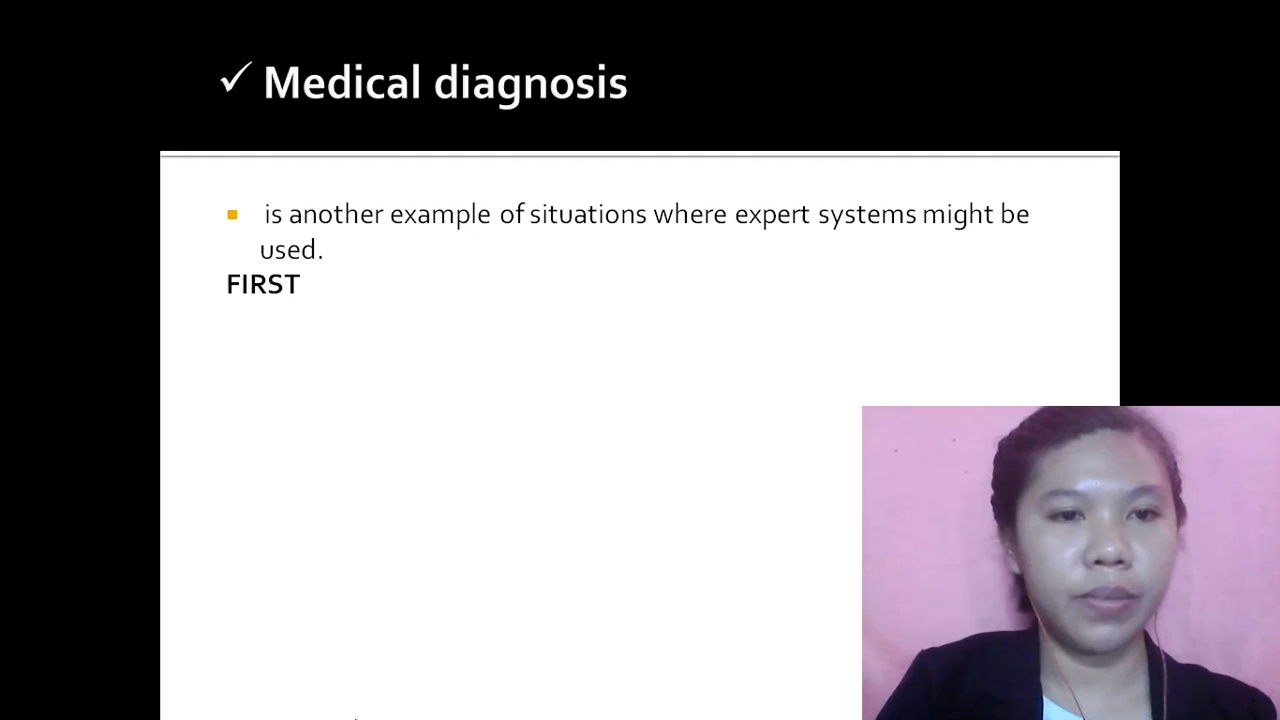 ✓ Medical diagnosis
▪ is another example of situations where expert systems might be
used.
FIRST